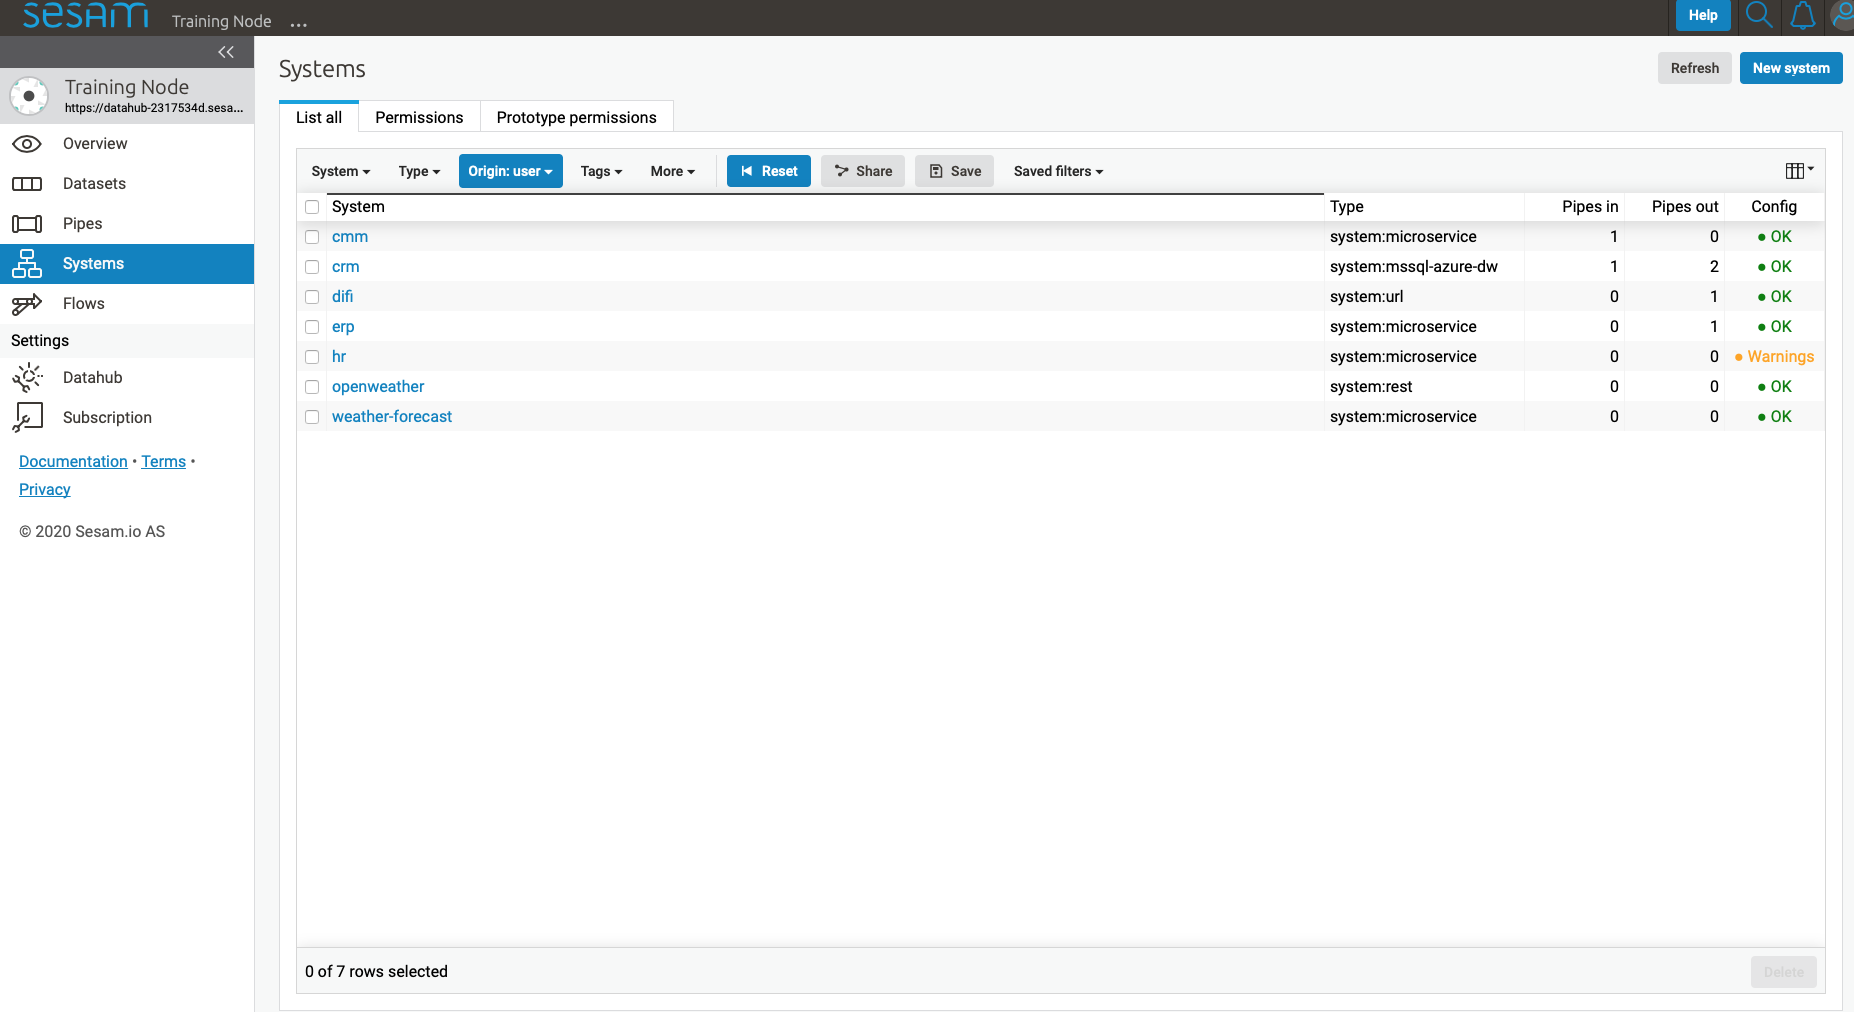 sesam Training Node ... Help
Training Node
https://datahub-2317534d.sesa...
Overview
Datasets
Pipes
Systems
Flows
Settings
Datahub
Subscription
Documentation • Terms •
Privacy
© 2020 Sesam.io AS
Systems Refresh New system
List all Permissions Prototype permissions
System Type Origin: user Tags More Reset Share Save Saved filters
System Type Pipes in Pipes out Config
cmm system:microservice 1 0 OK
crm system:mssql-azure-dw 1 2 OK
difi system:url 0 1 OK
erp system:microservice 0 1 OK
hr system:microservice 0 0 Warnings
openweather system:rest 0 0 OK
weather-forecast system:microservice 0 0 OK
0 of 7 rows selected Delete